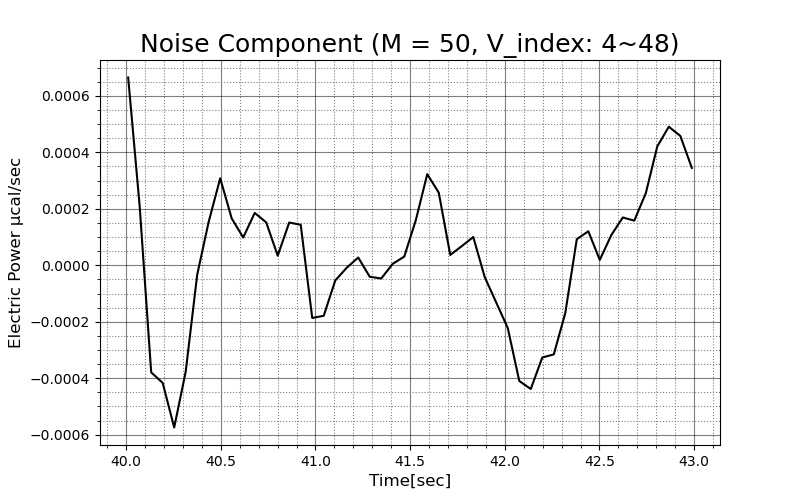 Noise Component (M = 50, V_index: 4~48)
Electric Power μcal/sec
0.0006
0.0004
0.0002
0.0000
−0.0002
−0.0004
−0.0006
40.0 40.5 41.0 41.5 42.0 42.5 43.0
Time[sec]